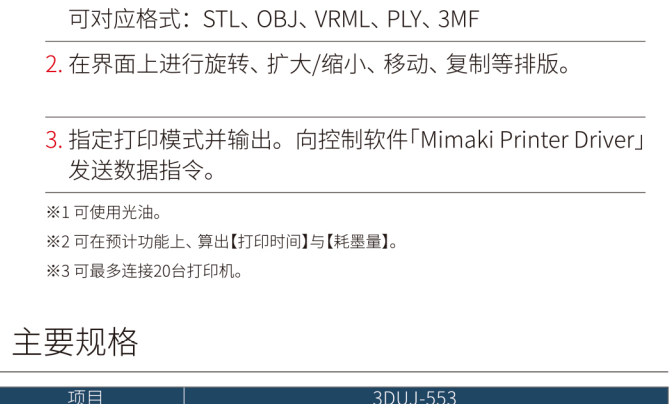 可对应格式：STL、OBJ、VRML、PLY、3MF
2. 在界面上进行旋转、扩大/缩小、移动、复制等排版。
3. 指定打印模式并输出。向控制软件「Mimaki Printer Driver」
发送数据指令。
※1 可使用光油。
※2 可在预计功能上、算出【打印时间】与【耗墨量】。
※3 可最多连接20台打印机。
主要规格
项目 3DUJ-553